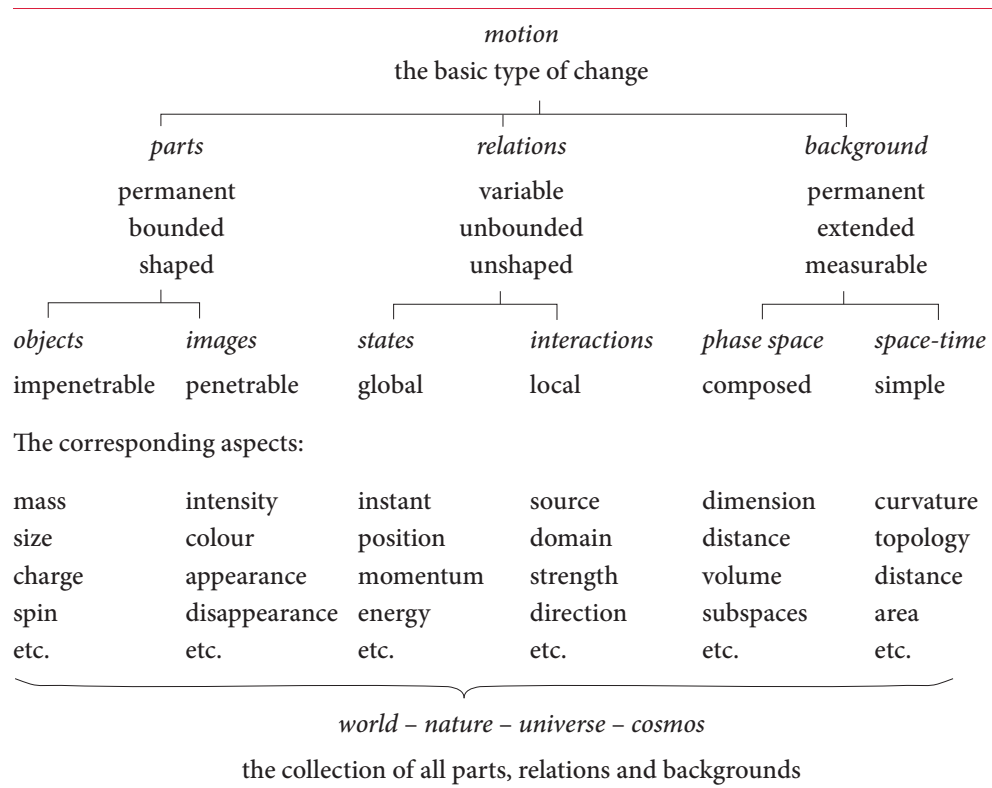 motion
the basic type of change
parts relations background
permanent variable permanent
bounded unbounded extended
shaped unshaped measurable
objects images states interactions phase space space-time
impenetrable penetrable global local composed simple
The corresponding aspects:
mass intensity instant source dimension curvature
size colour position domain distance topology
charge appearance momentum strength volume distance
spin disappearance energy direction subspaces area
etc. etc. etc. etc. etc. etc.
world – nature – universe – cosmos
the collection of all parts, relations and backgrounds